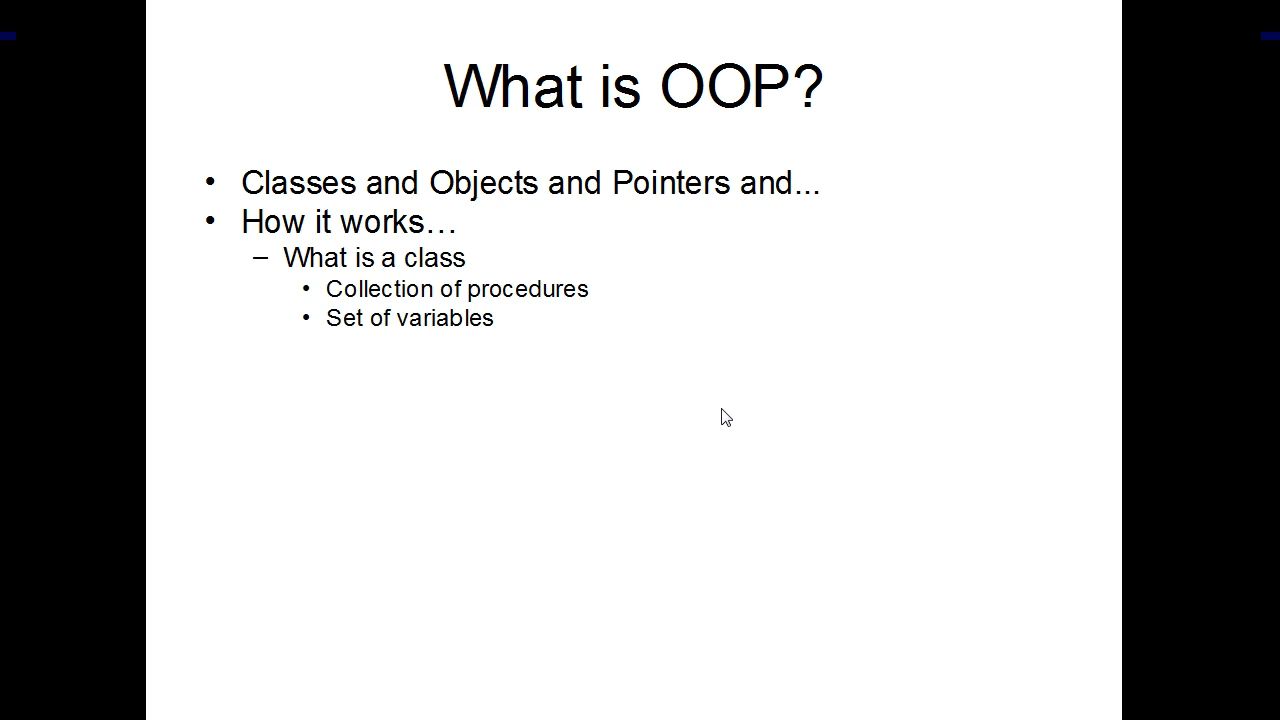 What is OOP?
• Classes and Objects and Pointers and...
• How it works…
– What is a class
• Collection of procedures
• Set of variables